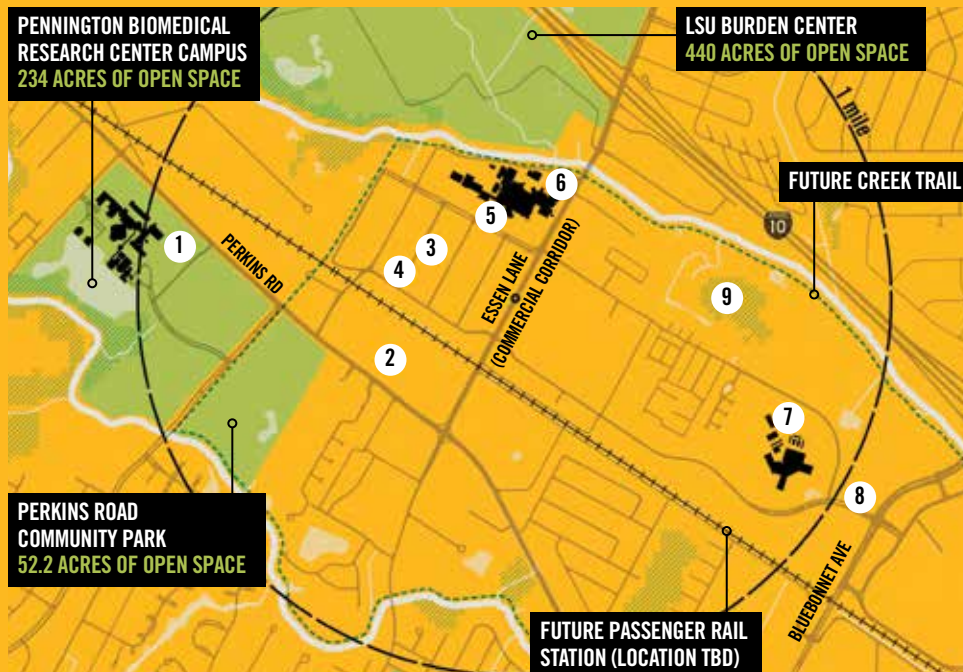 PENNINGTON BIOMEDICAL
RESEARCH CENTER CAMPUS
234 ACRES OF OPEN SPACE
LSU BURDEN CENTER
440 ACRES OF OPEN SPACE
1 mile
FUTURE CREEK TRAIL
10
1
PERKINS RD
2
3
4
5
6
ESSEN LANE
(COMMERCIAL CORRIDOR)
9
7
8
BLUEBONNET AVE
PERKINS ROAD
COMMUNITY PARK
52.2 ACRES OF OPEN SPACE
FUTURE PASSENGER RAIL
STATION (LOCATION TBD)